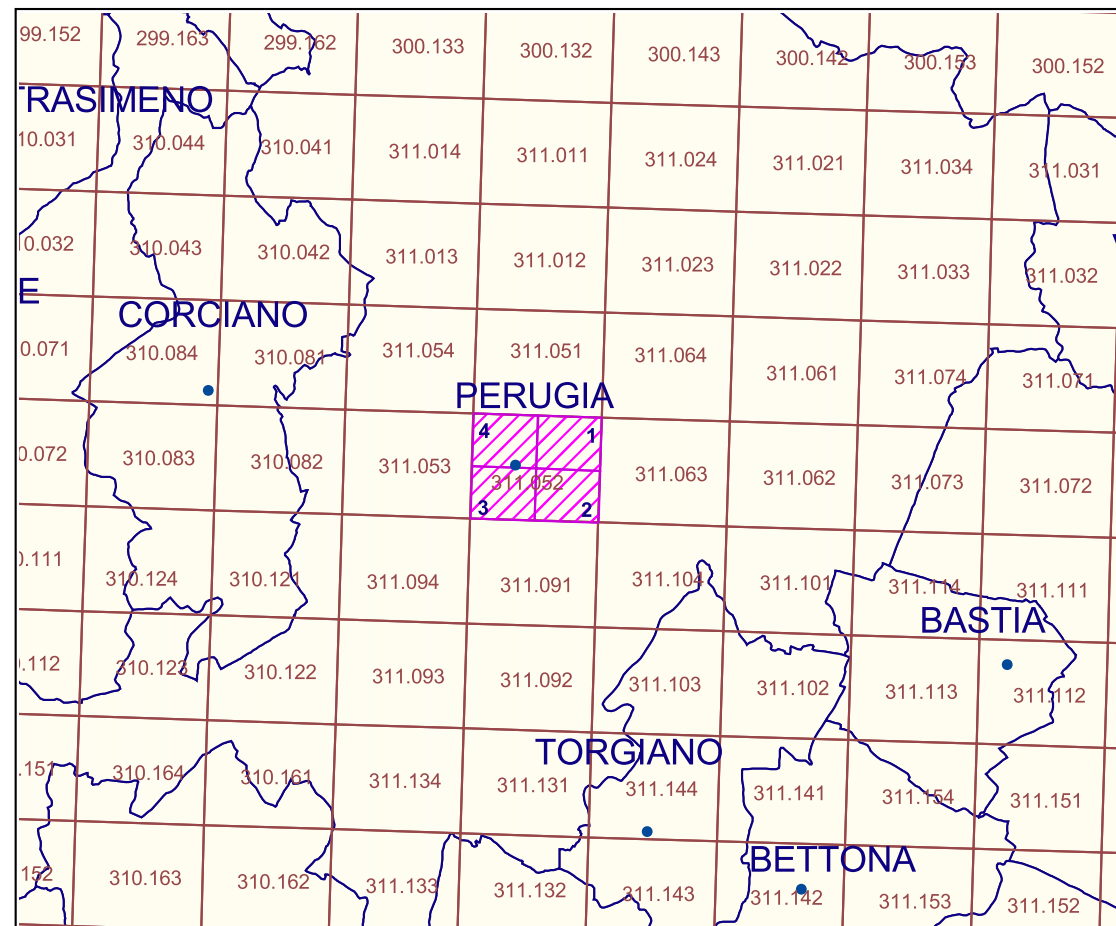 99.152 299.163 299.162 300.133 300.132 300.143 300.142 300.153 300.152
TRASIMENO
10.031 310.044 310.041 311.014 311.011 311.024 311.021 311.034 311.031
0.032 310.043 310.042 311.013 311.012 311.023 311.022 311.033 311.032
E
CORCIANO
0.071 310.084 310.081 311.054 311.051 311.064 311.061 311.074 311.071
PERUGIA
4 1
0.072 310.083 310.082 311.053 311.052 311.063 311.062 311.073 311.072
3 2
0.111 310.124 310.121 311.094 311.091 311.104 311.101 311.114 311.111
BASTIA
.112 310.123 310.122 311.093 311.092 311.103 311.102 311.113 311.112
TORGIANO
.151 310.164 310.161 311.134 311.131 311.144 311.141 311.154 311.151
BETTONA
152 310.163 310.162 311.133 311.132 311.143 311.142 311.153 311.152